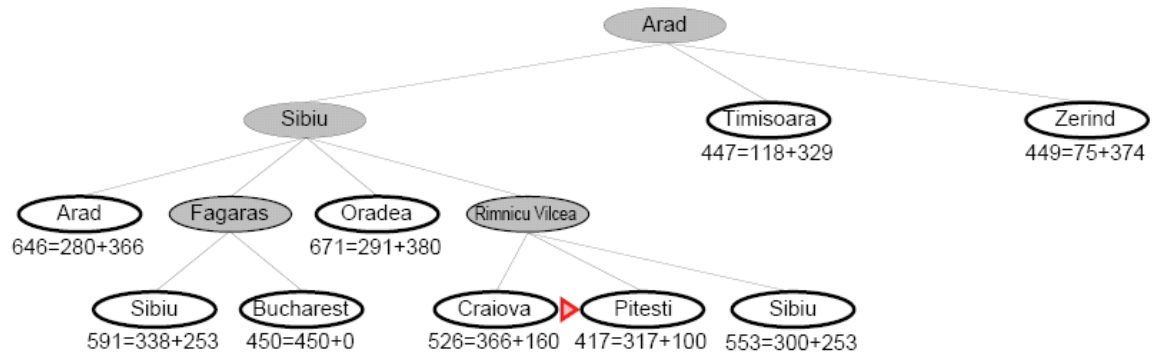 Arad
Sibiu
Timisoara
Zerind
447=118+329
449=75+374
Arad
Fagaras
Oradea
Rimnicu Vilcea
646=280+366
671=291+380
Sibiu
Bucharest
Craiova
Pitesti
Sibiu
591=338+253
450=450+0
526=366+160
417=317+100
553=300+253